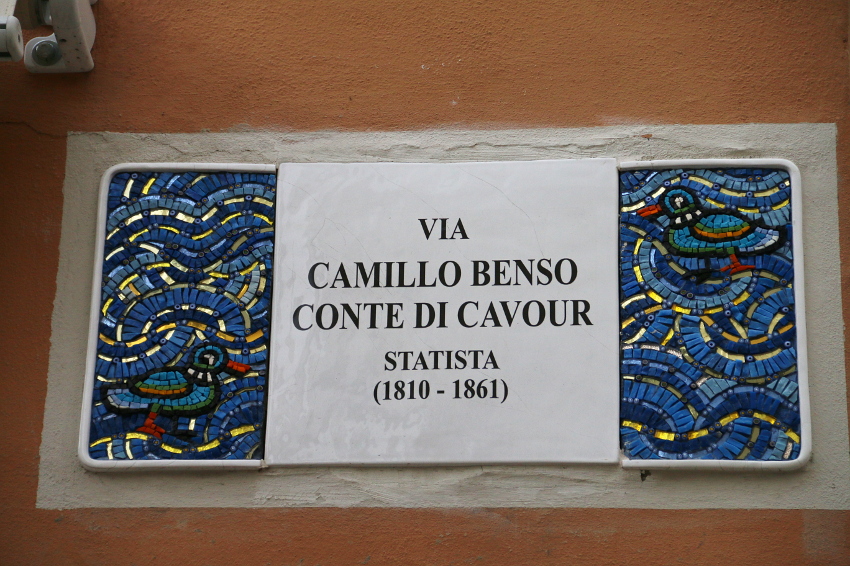 VIA
CAMILLO BENSO
CONTE DI CAVOUR
STATISTA
(1810 - 1861)